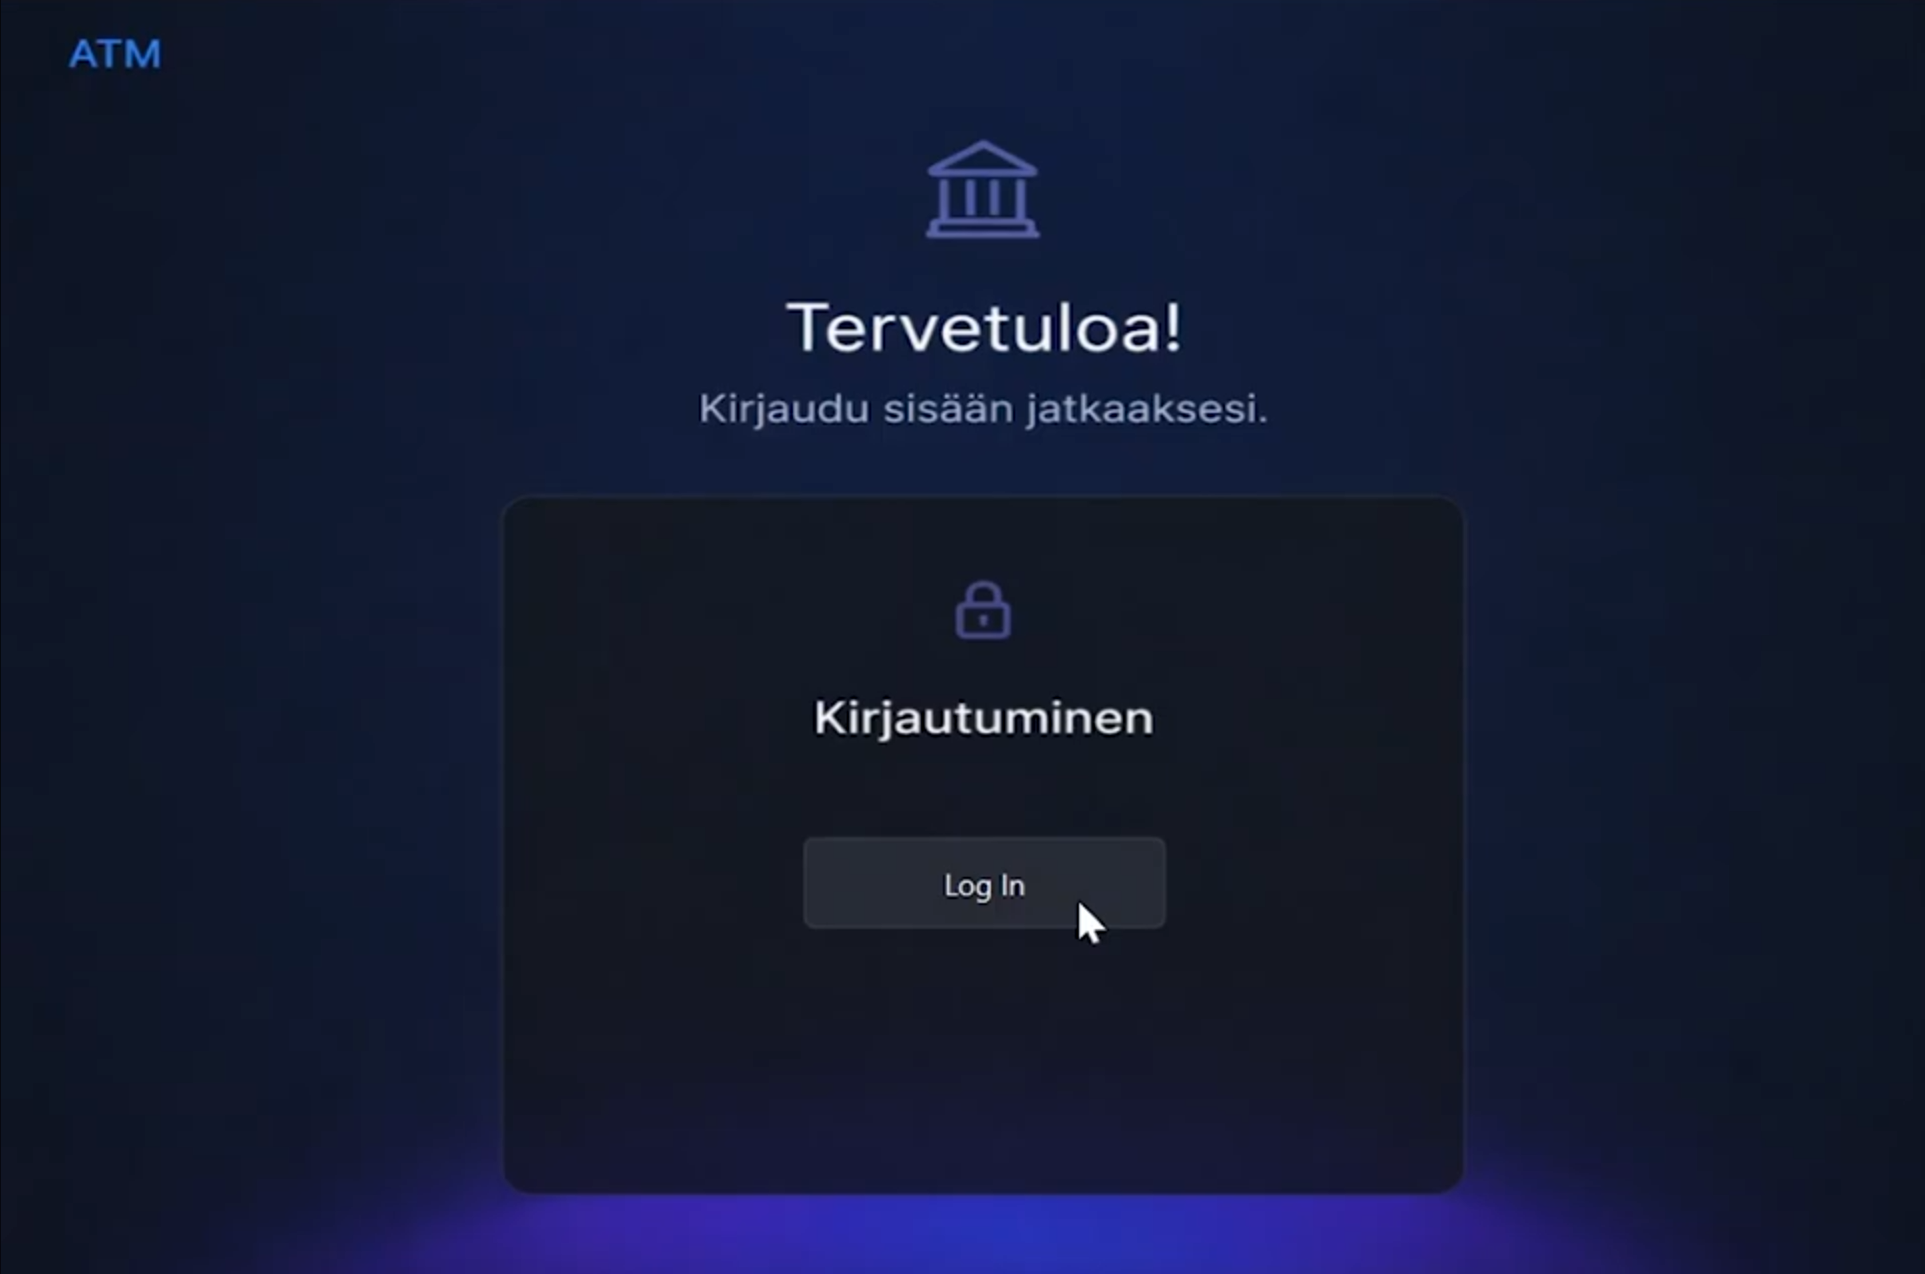 ATM
Tervetuloa!
Kirjaudu sisään jatkaaksesi.
Kirjautuminen
Log In